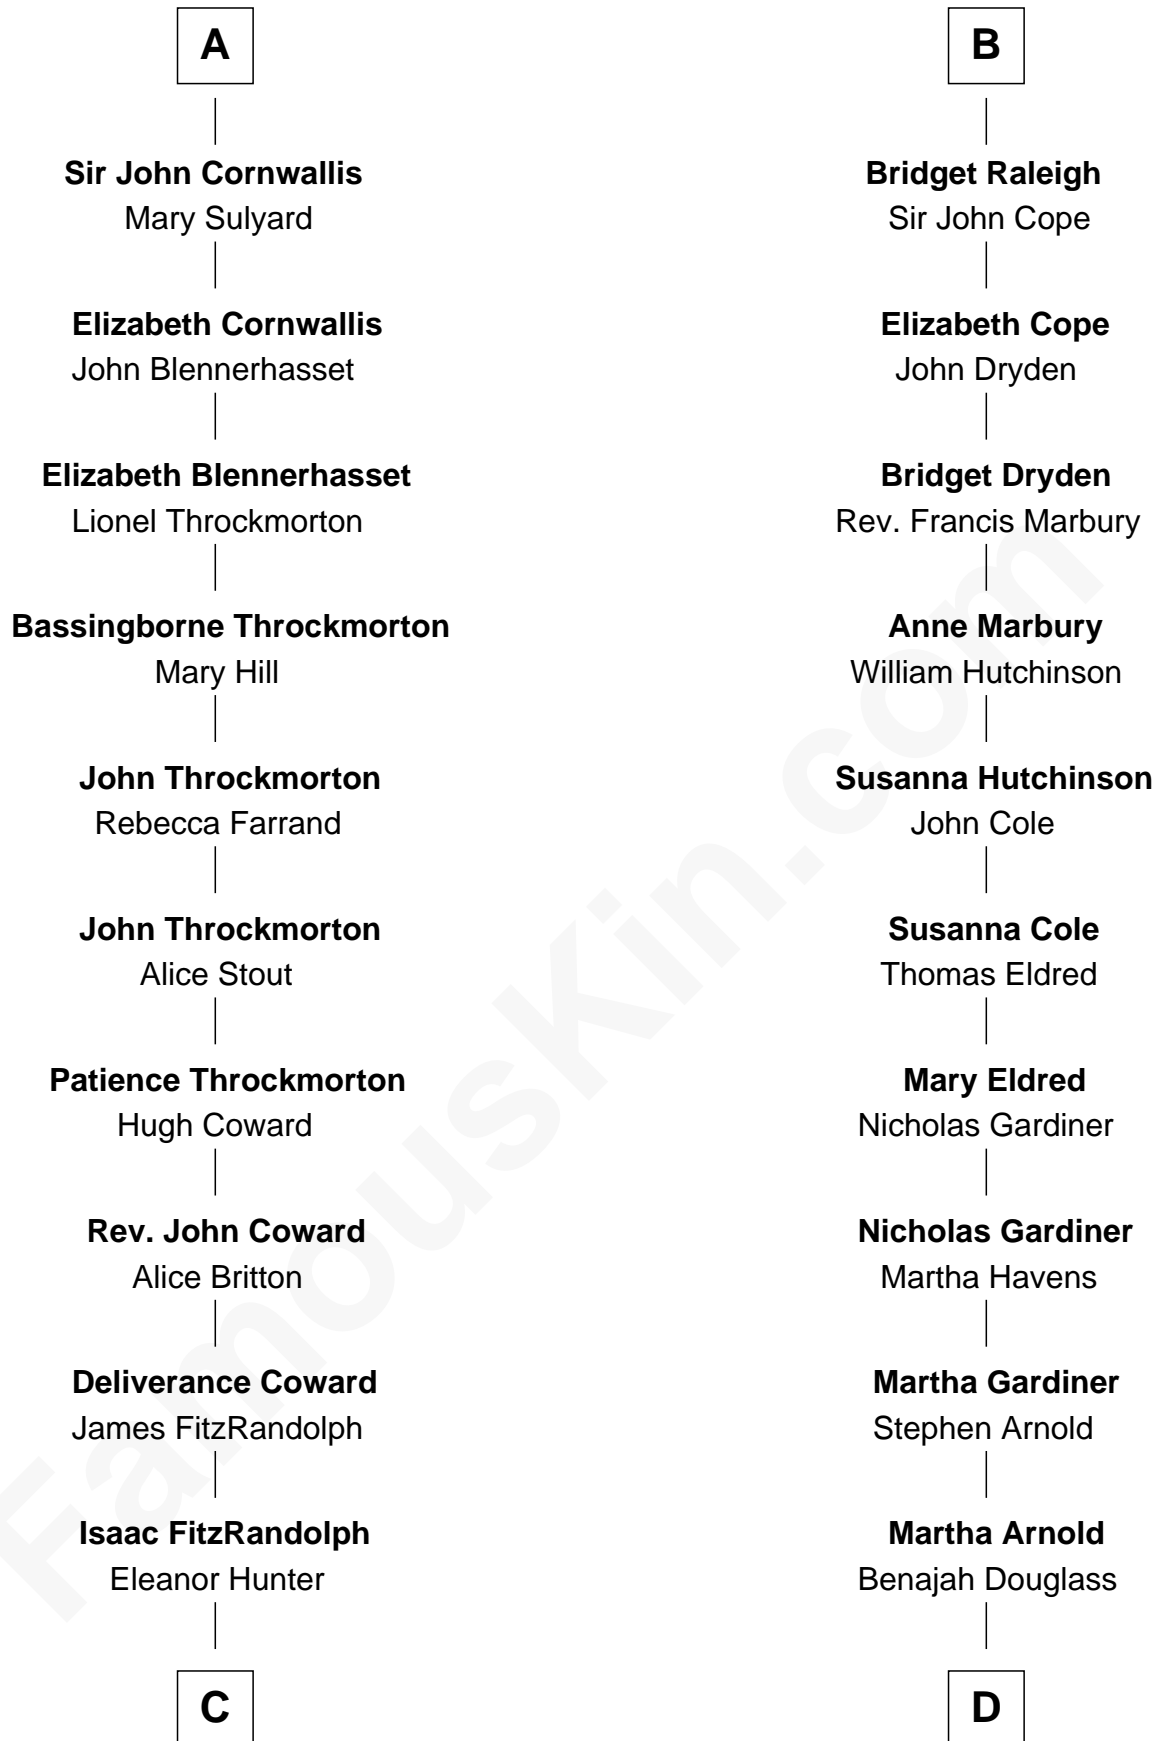 A
Sir John Cornwallis
Mary Sulyard
Elizabeth Cornwallis
John Blennerhasset
Elizabeth Blennerhasset
Lionel Throckmorton
Bassingborne Throckmorton
Mary Hill
John Throckmorton
Rebecca Farrand
John Throckmorton
Alice Stout
Patience Throckmorton
Hugh Coward
Rev. John Coward
Alice Britton
Deliverance Coward
James FitzRandolph
Isaac FitzRandolph
Eleanor Hunter
C
B
Bridget Raleigh
Sir John Cope
Elizabeth Cope
John Dryden
Bridget Dryden
Rev. Francis Marbury
Anne Marbury
William Hutchinson
Susanna Hutchinson
John Cole
Susanna Cole
Thomas Eldred
Mary Eldred
Nicholas Gardiner
Nicholas Gardiner
Martha Havens
Martha Gardiner
Stephen Arnold
Martha Arnold
Benajah Douglass
D
FamousKin.com